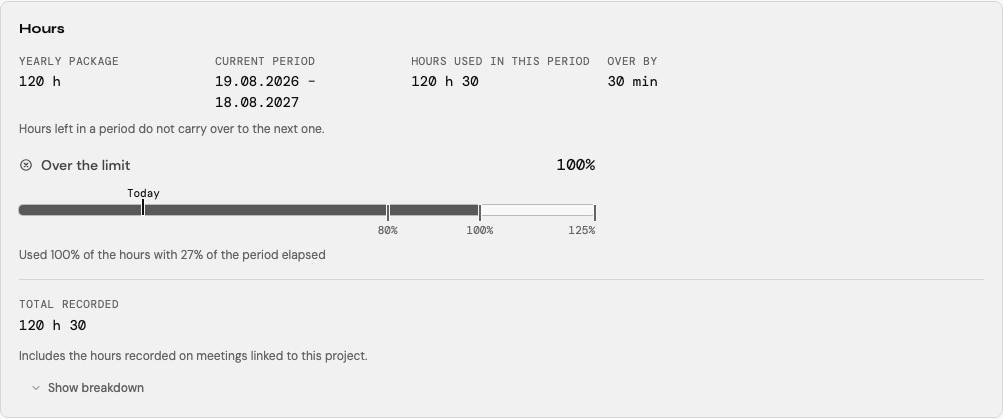 Hours
YEARLY PACKAGE
120 h
CURRENT PERIOD
19.08.2026 –
18.08.2027
HOURS USED IN THIS PERIOD
120 h 30
OVER BY
30 min
Hours left in a period do not carry over to the next one.
Over the limit
100%
Today
80%
100%
125%
Used 100% of the hours with 27% of the period elapsed
TOTAL RECORDED
120 h 30
Includes the hours recorded on meetings linked to this project.
Show breakdown